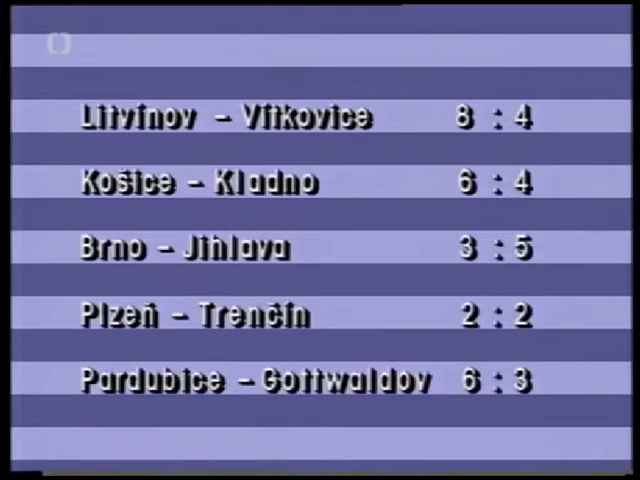 Litvínov - Vítkovice 8 : 4
Košice - Kladno 6 : 4
Brno - Jihlava 3 : 5
Plzeň - Trenčín 2 : 2
Pardubice - Gottwaldov 6 : 3